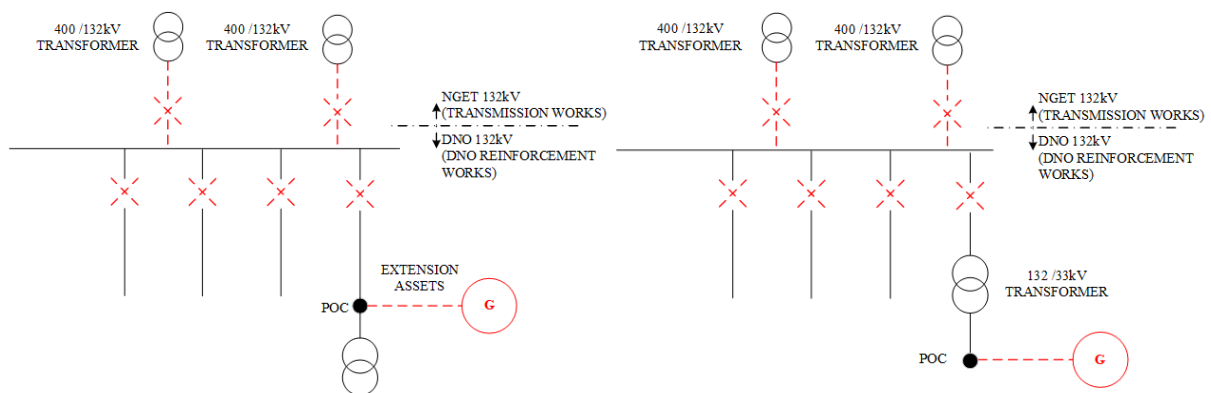 400 /132kV
TRANSFORMER
400 /132kV
TRANSFORMER
NGET 132kV
(TRANSMISSION WORKS)
DNO 132kV
(DNO REINFORCEMENT
WORKS)
EXTENSION
ASSETS
POC
G
400 /132kV
TRANSFORMER
400 /132kV
TRANSFORMER
NGET 132kV
(TRANSMISSION WORKS)
DNO 132kV
(DNO REINFORCEMENT
WORKS)
132 /33kV
TRANSFORMER
POC
G